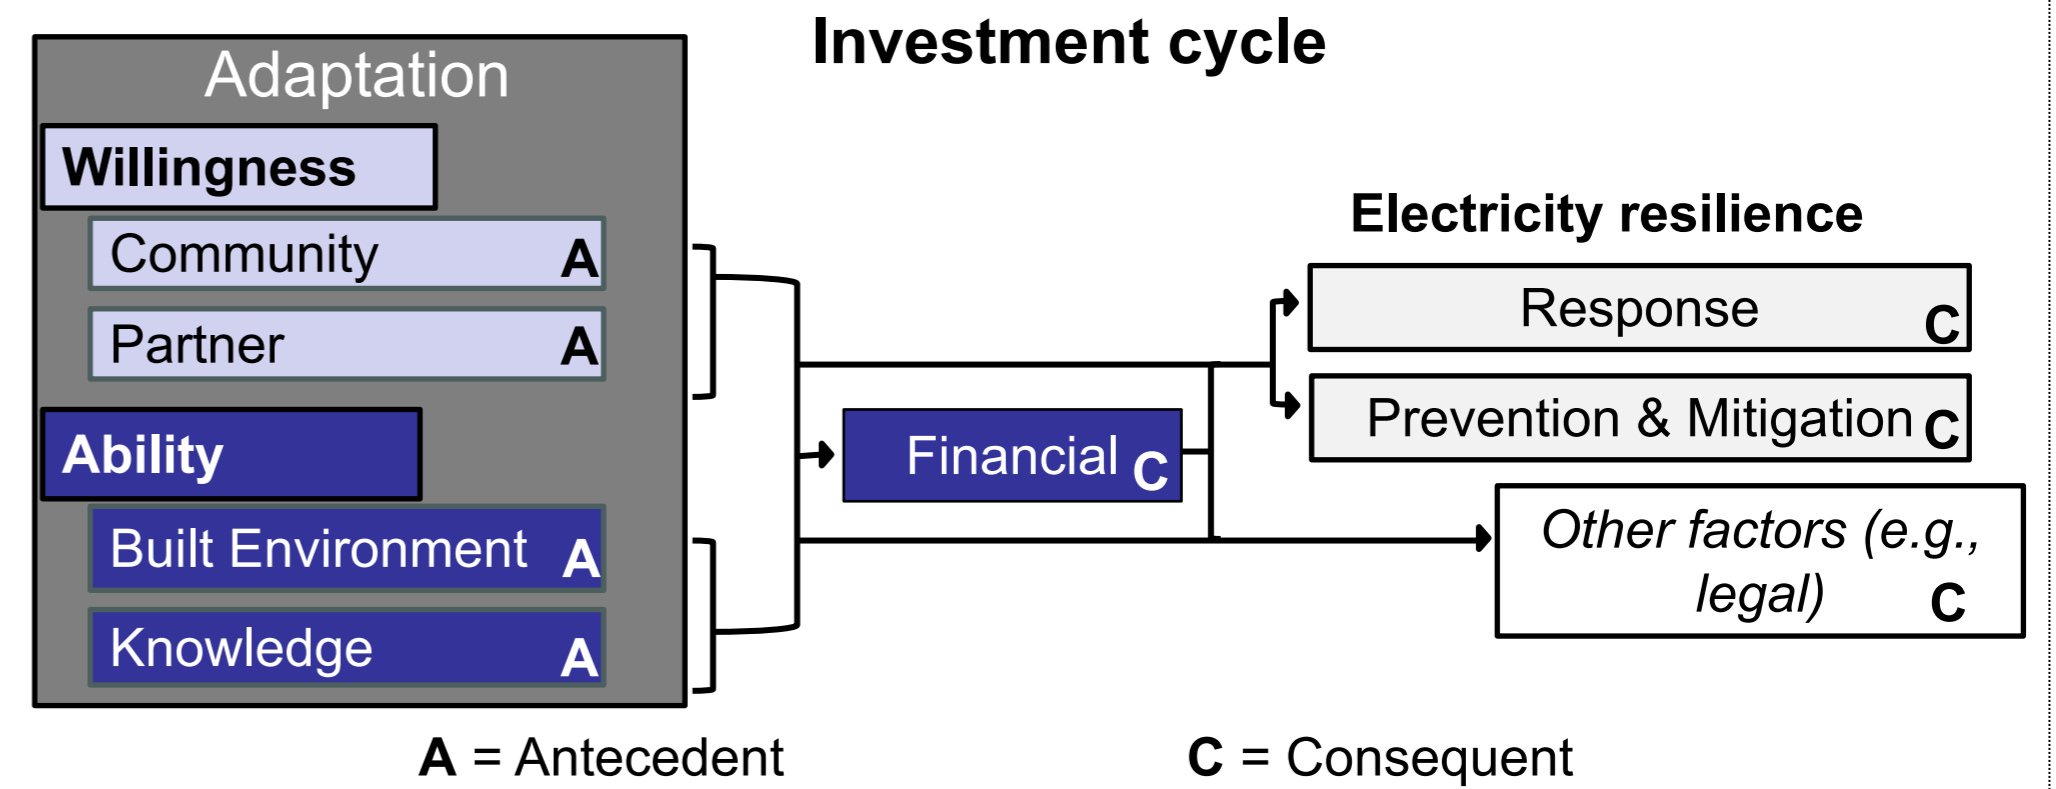 Investment cycle
Adaptation
Willingness
Community A
Partner A
Ability
Built Environment A
Knowledge A
Financial C
Electricity resilience
Response C
Prevention & Mitigation C
Other factors (e.g.,
legal) C
A = Antecedent
C = Consequent